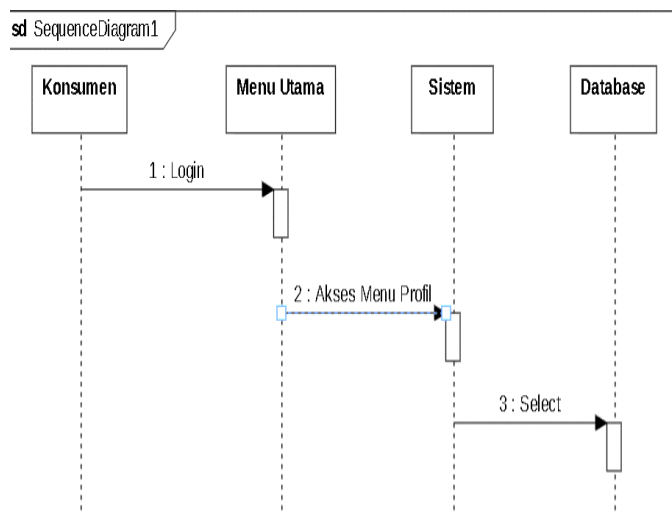 sd SequenceDiagram1
Konsumen
Menu Utama
Sistem
Database
1 : Login
2 : Akses Menu Profil
3 : Select